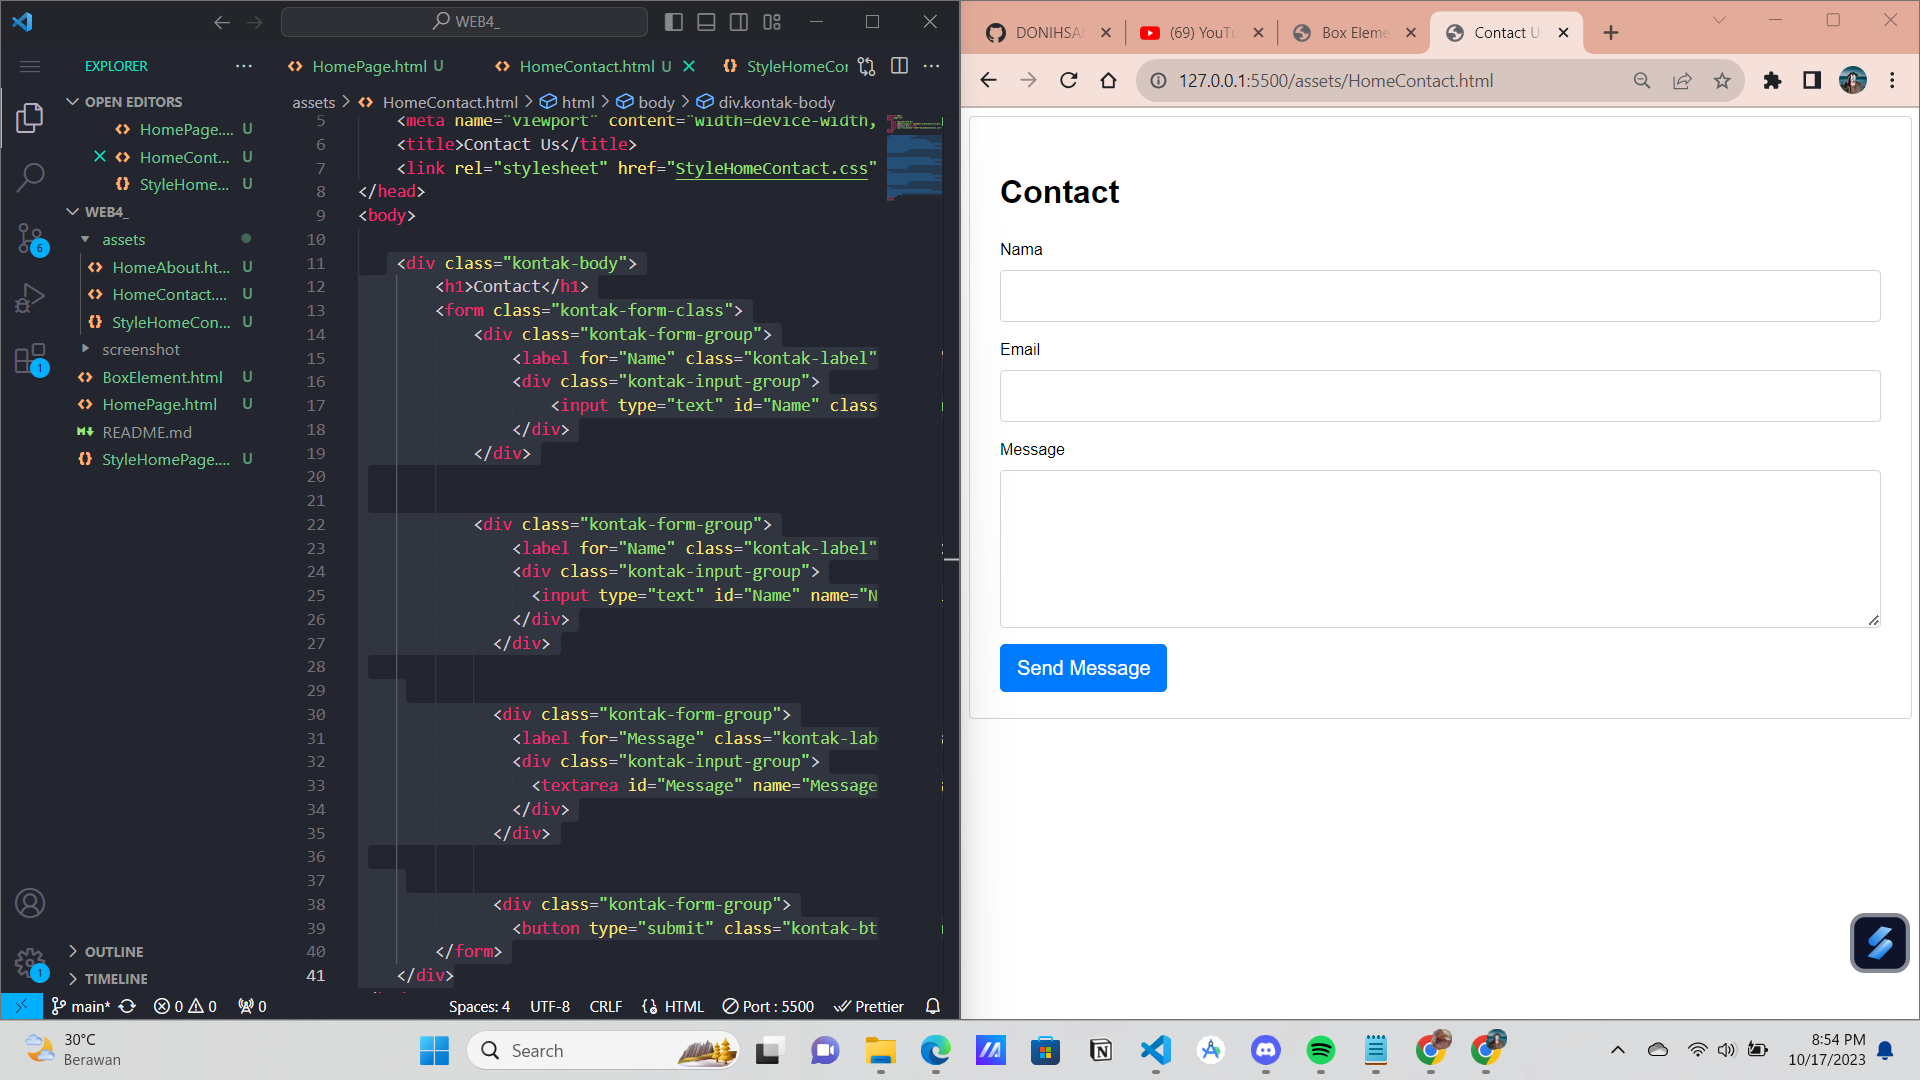 WEB4_
EXPLORER
OPEN EDITORS
HomePage.... U
HomeCont... U
StyleHome... U
WEB4_
assets
HomeAbout.ht... U
HomeContact.... U
StyleHomeCon... U
screenshot
BoxElement.html U
HomePage.html U
README.md
StyleHomePage.... U
OUTLINE
TIMELINE
6
1
1
HomePage.html U
HomeContact.html U
StyleHomeCon
assets > HomeContact.html > html > body > div.kontak-body
5 <meta name="viewport" content="width=device-width,
6 <title>Contact Us</title>
7 <link rel="stylesheet" href="StyleHomeContact.css"
8 </head>
9 <body>
10
11 <div class="kontak-body">
12 <h1>Contact</h1>
13 <form class="kontak-form-class">
14 <div class="kontak-form-group">
15 <label for="Name" class="kontak-label"
16 <div class="kontak-input-group">
17 <input type="text" id="Name" class
18 </div>
19 </div>
20
21
22 <div class="kontak-form-group">
23 <label for="Name" class="kontak-label"
24 <div class="kontak-input-group">
25 <input type="text" id="Name" name="N
26 </div>
27 </div>
28
29
30 <div class="kontak-form-group">
31 <label for="Message" class="kontak-lab
32 <div class="kontak-input-group">
33 <textarea id="Message" name="Message
34 </div>
35 </div>
36
37
38 <div class="kontak-form-group">
39 <button type="submit" class="kontak-bt
40 </form>
41 </div>
main* 0 0 0 Spaces: 4 UTF-8 CRLF HTML Port : 5500 Prettier
DONIHSA
(69) YouTu
Box Eleme
Contact U
127.0.0.1:5500/assets/HomeContact.html
Contact
Nama
Email
Message
Send Message
30°C
Berawan
Search
8:54 PM
10/17/2023